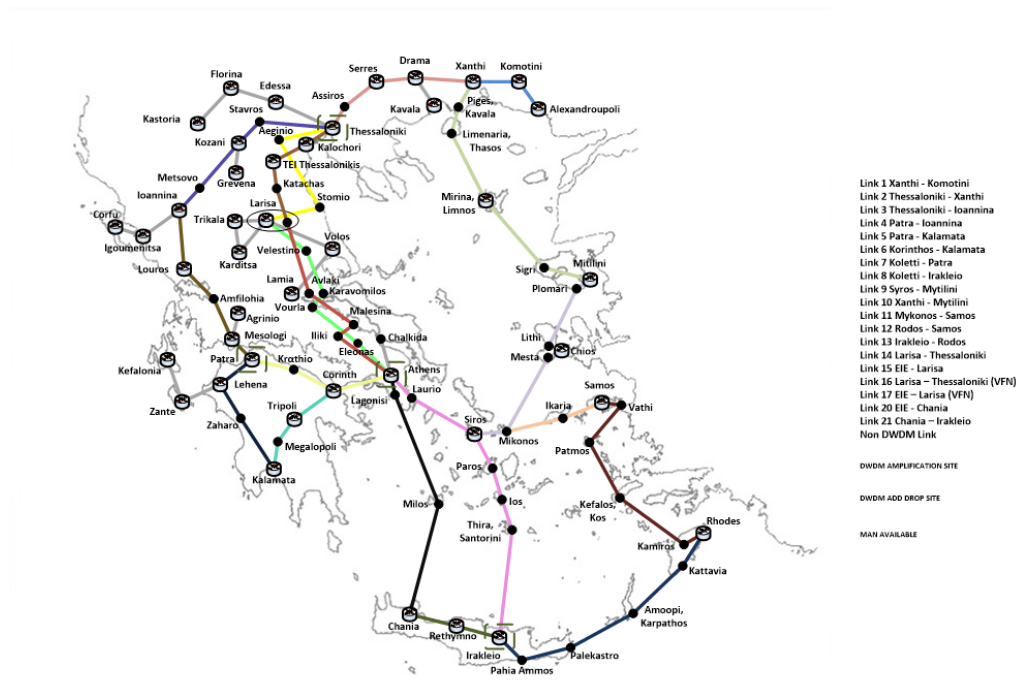 Florina
Edessa
Serres
Drama
Xanthi
Komotini
Assiros
Kavala
Piges,
Kavala
Alexandroupoli
Kastoria
Stavros
Aeginio
Thessaloniki
Kozani
Kalochori
Limenaria,
Thasos
TEI Thessalonikis
Metsovo
Grevena
Katachas
Ioannina
Larisa
Stomio
Mirina,
Limnos
Corfu
Trikala
Igoumenitsa
Karditsa
Velestino
Volos
Louros
Lamia
Avlaki
Karavomilos
Sigri
Mitilini
Plomari
Amfilohia
Agrinio
Vourla
Malesina
Mesologi
Iliki
Eleonas
Chalkida
Lithi
Mesta
Chios
Patra
Krathio
Kefalonia
Lehena
Corinth
Athens
Lagonisi
Laurio
Samos
Zante
Zaharo
Tripoli
Siros
Ikaria
Vathi
Megalopoli
Mikonos
Patmos
Kalamata
Paros
Milos
Ios
Kefalos,
Kos
Thira,
Santorini
Rhodes
Kamiros
Kattavia
Chania
Rethymno
Irakleio
Amoopi,
Karpathos
Palekastro
Pahia Ammos
Link 1 Xanthi - Komotini
Link 2 Thessaloniki - Xanthi
Link 3 Thessaloniki - Ioannina
Link 4 Patra - Ioannina
Link 5 Patra - Kalamata
Link 6 Korinthos - Kalamata
Link 7 Koletti - Patra
Link 8 Koletti - Irakleio
Link 9 Syros - Mytilini
Link 10 Xanthi - Mytilini
Link 11 Mykonos - Samos
Link 12 Rodos - Samos
Link 13 Irakleio - Rodos
Link 14 Larisa - Thessaloniki
Link 15 EIE - Larisa
Link 16 Larisa – Thessaloniki (VFN)
Link 17 EIE – Larisa (VFN)
Link 20 EIE - Chania
Link 21 Chania – Irakleio
Non DWDM Link
DWDM AMPLIFICATION SITE
DWDM ADD DROP SITE
MAN AVAILABLE